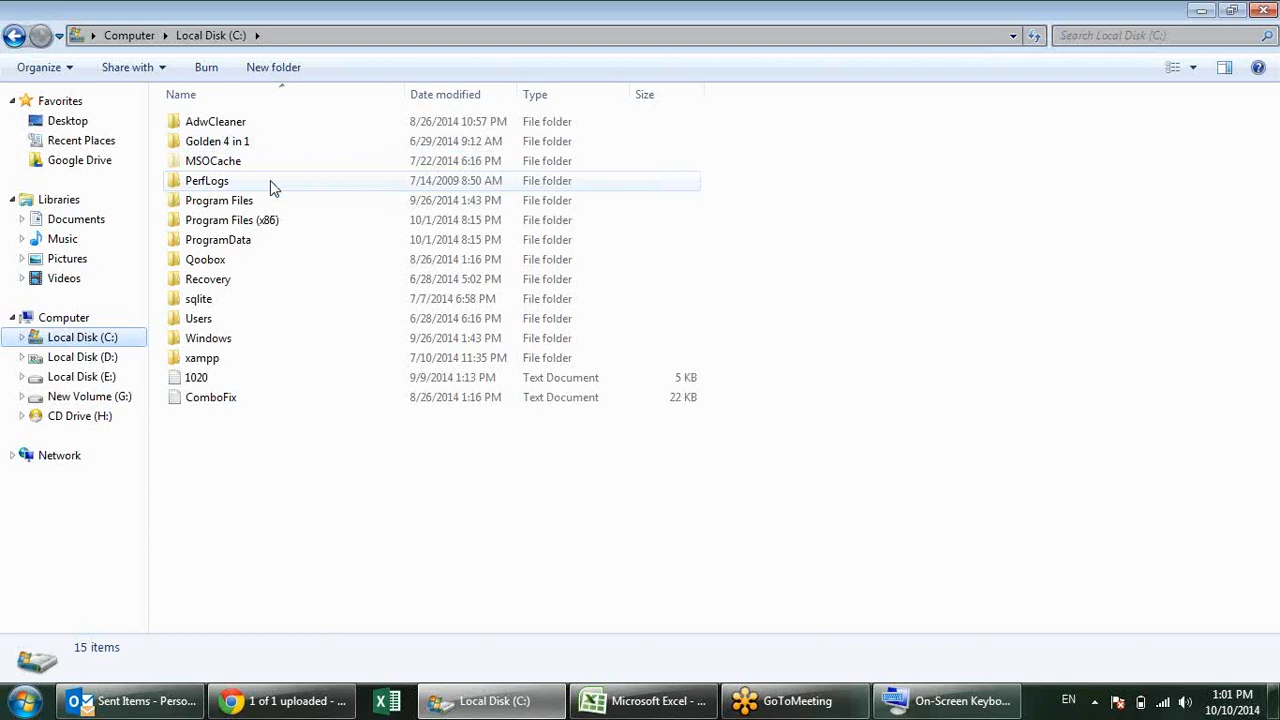 Computer Local Disk (C:) Search Local Disk (C:)
Organize Share with Burn New folder
Name Date modified Type Size
Favorites
Desktop
Recent Places
Google Drive
Libraries
Documents
Music
Pictures
Videos
Computer
Local Disk (C:)
Local Disk (D:)
Local Disk (E:)
New Volume (G:)
CD Drive (H:)
Network
AdwCleaner 8/26/2014 10:57 PM File folder
Golden 4 in 1 6/29/2014 9:12 AM File folder
MSOCache 7/22/2014 6:16 PM File folder
PerfLogs 7/14/2009 8:50 AM File folder
Program Files 9/26/2014 1:43 PM File folder
Program Files (x86) 10/1/2014 8:15 PM File folder
ProgramData 10/1/2014 8:15 PM File folder
Qoobox 8/26/2014 1:16 PM File folder
Recovery 6/28/2014 5:02 PM File folder
sqlite 7/7/2014 6:58 PM File folder
Users 6/28/2014 6:16 PM File folder
Windows 9/26/2014 1:43 PM File folder
xampp 7/10/2014 11:35 PM File folder
1020 9/9/2014 1:13 PM Text Document 5 KB
ComboFix 8/26/2014 1:16 PM Text Document 22 KB
15 items
Sent Items - Perso... 1 of 1 uploaded - ... Local Disk (C:) Microsoft Excel - ... GoToMeeting On-Screen Keybo... EN 1:01 PM
10/10/2014